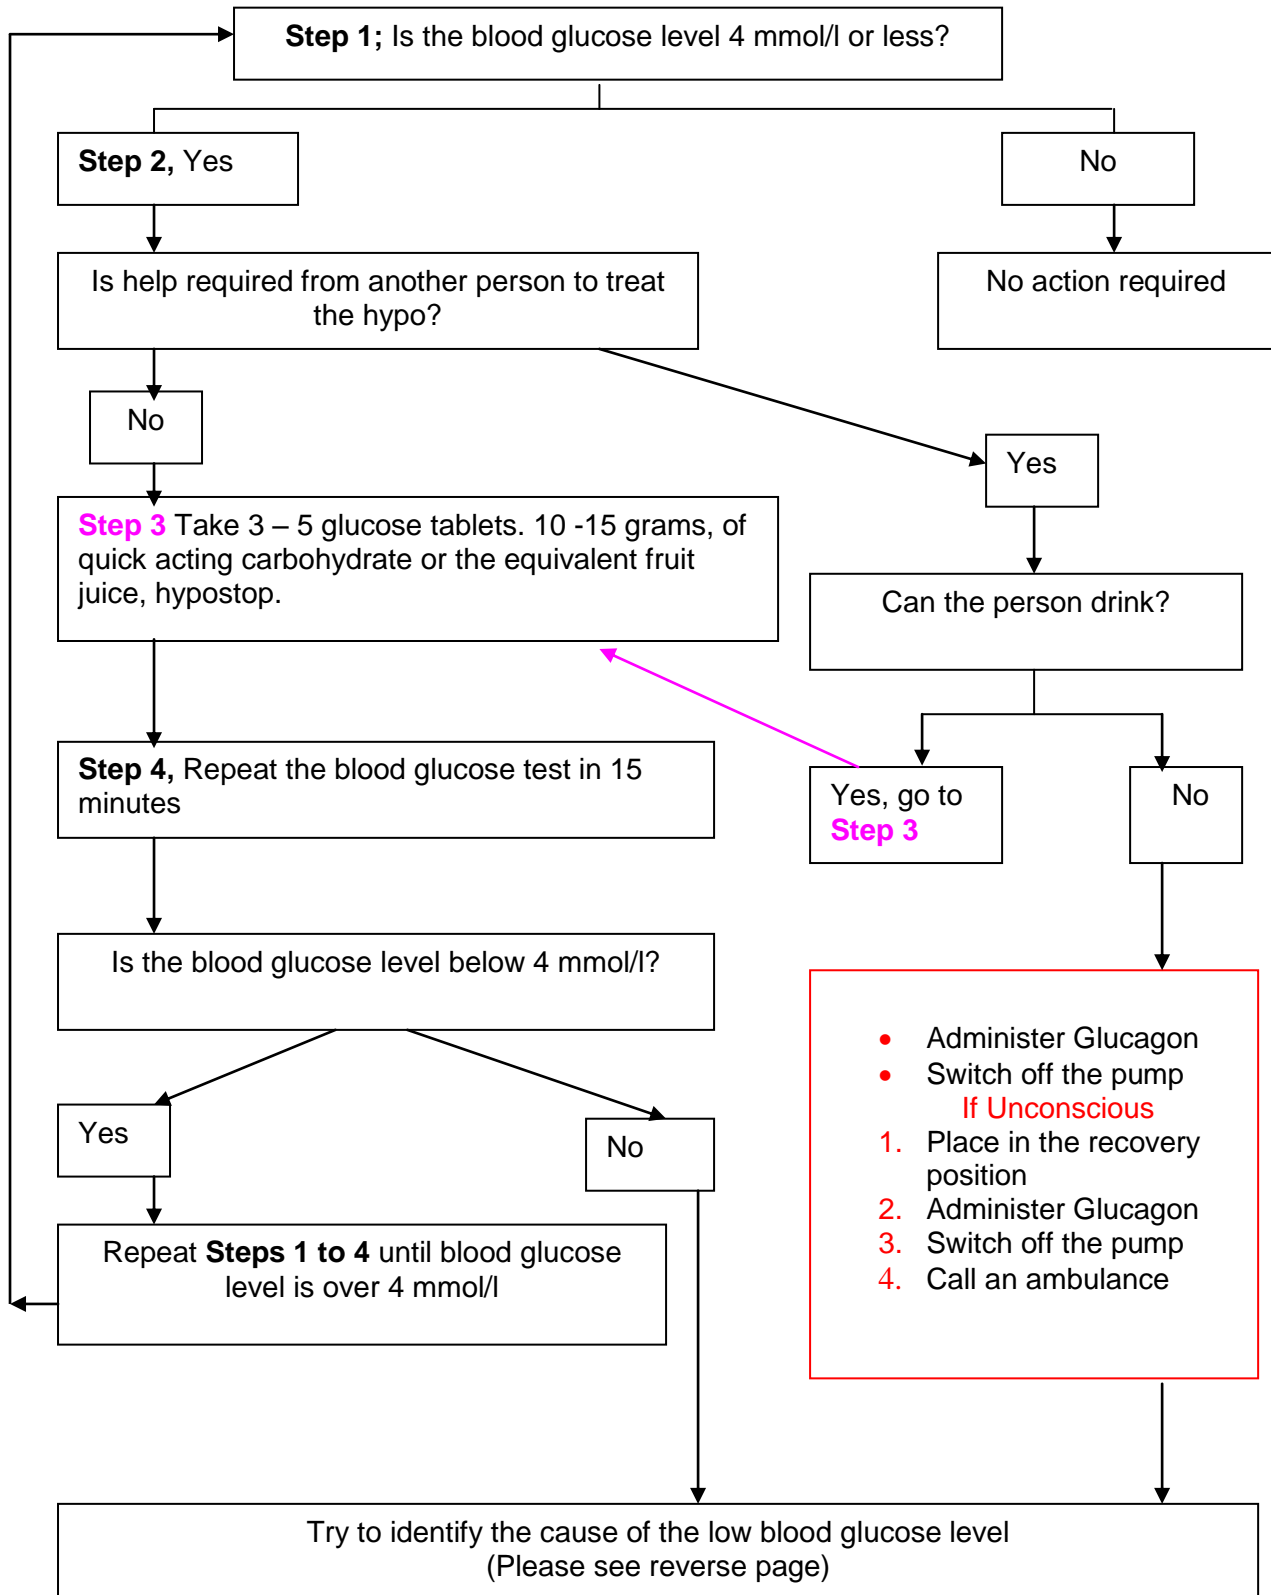 Step 1; Is the blood glucose level 4 mmol/l or less?
Step 2, Yes
No
Is help required from another person to treat
the hypo?
No action required
No
Yes
Step 3 Take 3 – 5 glucose tablets. 10 -15 grams, of
quick acting carbohydrate or the equivalent fruit
juice, hypostop.
Can the person drink?
Step 4, Repeat the blood glucose test in 15
minutes
Yes, go to
Step 3
No
Is the blood glucose level below 4 mmol/l?
• Administer Glucagon
• Switch off the pump
If Unconscious
1. Place in the recovery
position
2. Administer Glucagon
3. Switch off the pump
4. Call an ambulance
Yes
No
Repeat Steps 1 to 4 until blood glucose
level is over 4 mmol/l
Try to identify the cause of the low blood glucose level
(Please see reverse page)